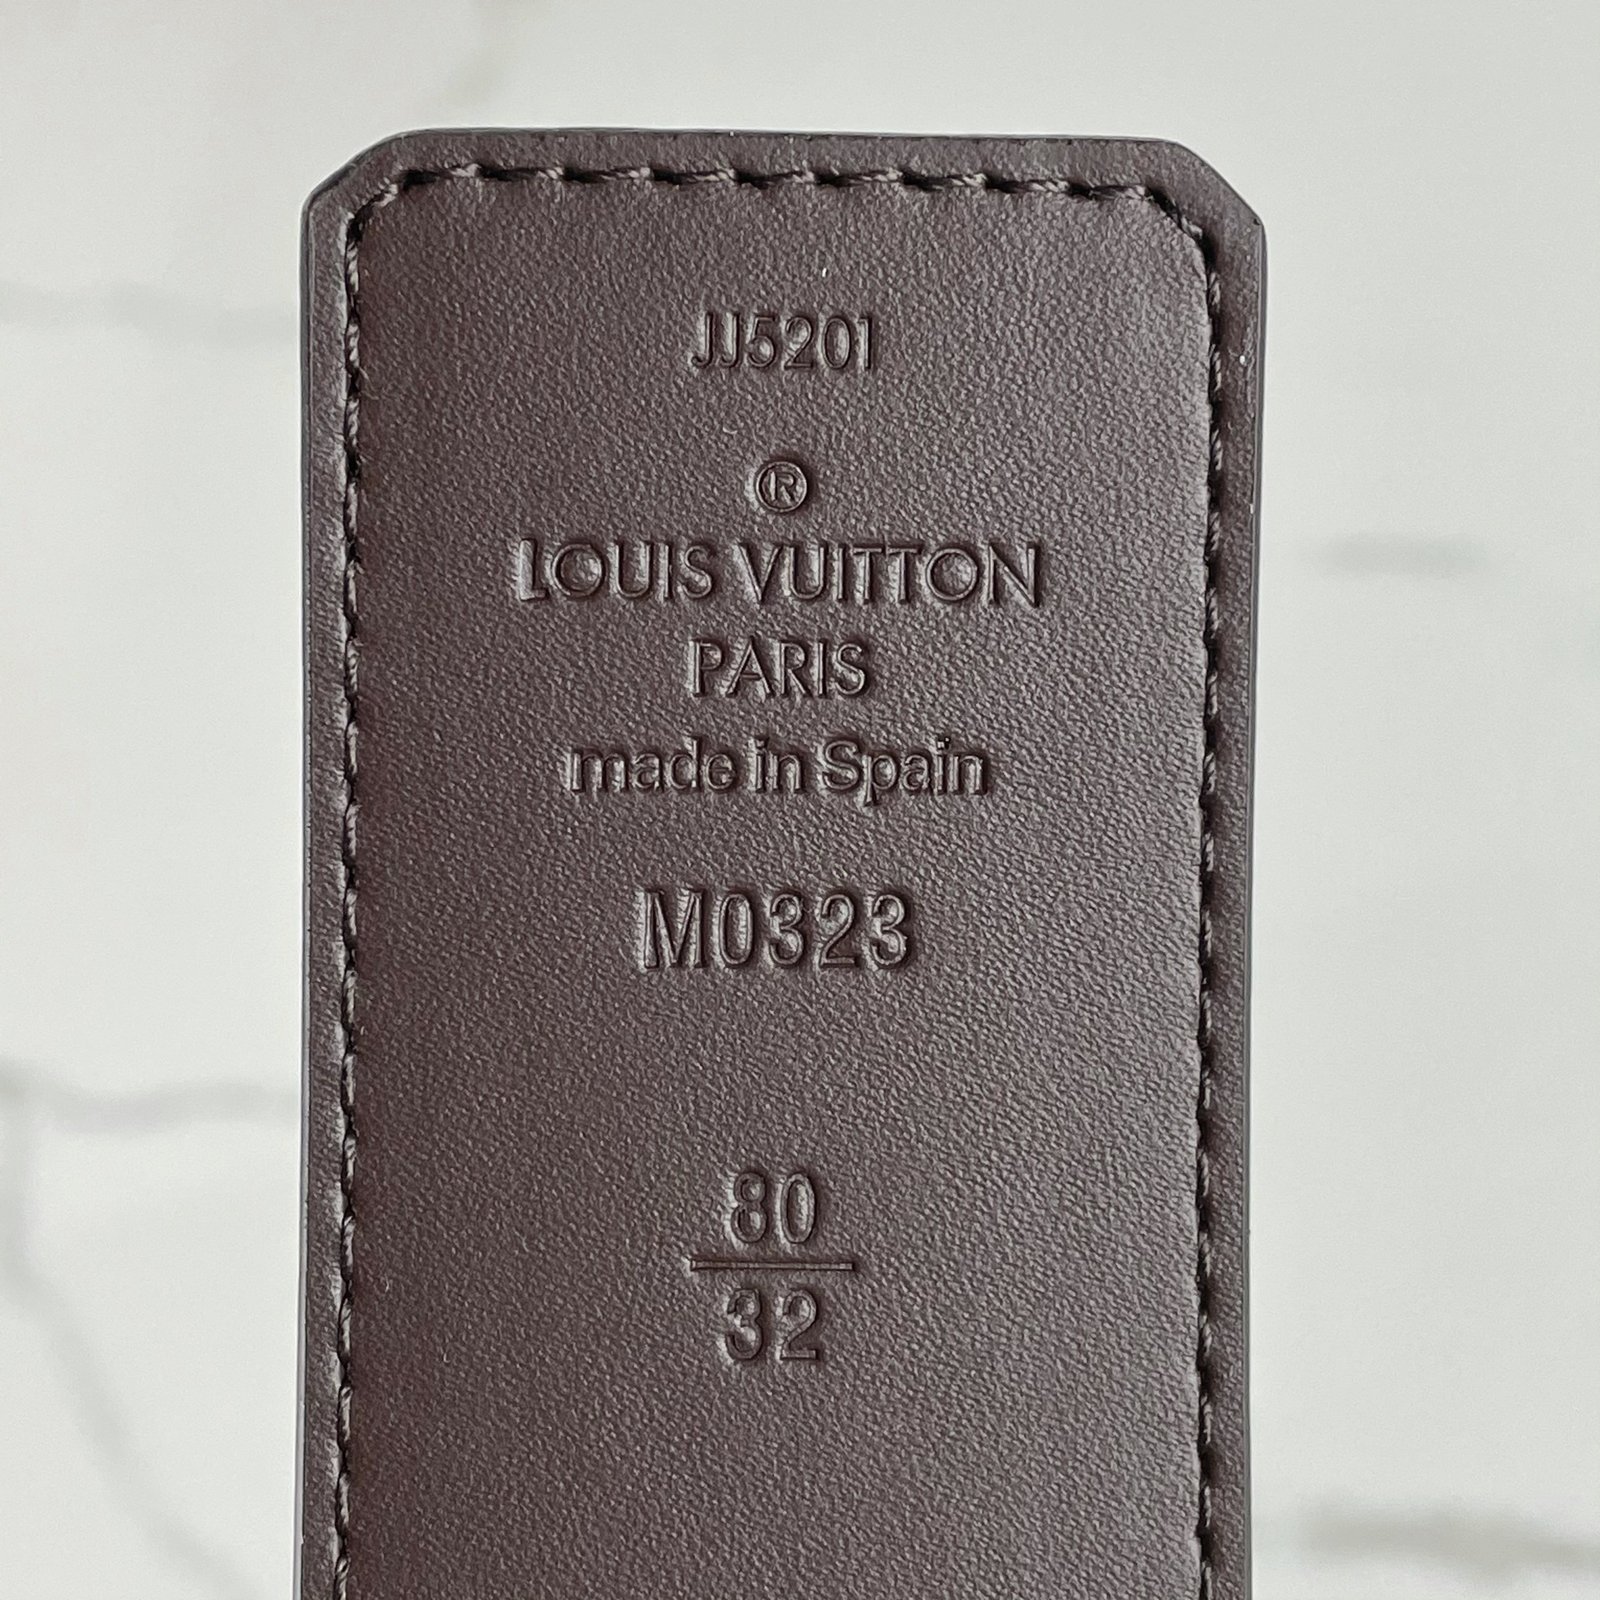 JJ5201
®
LOUIS VUITTON
PARIS
made in Spain
M0323
80
32